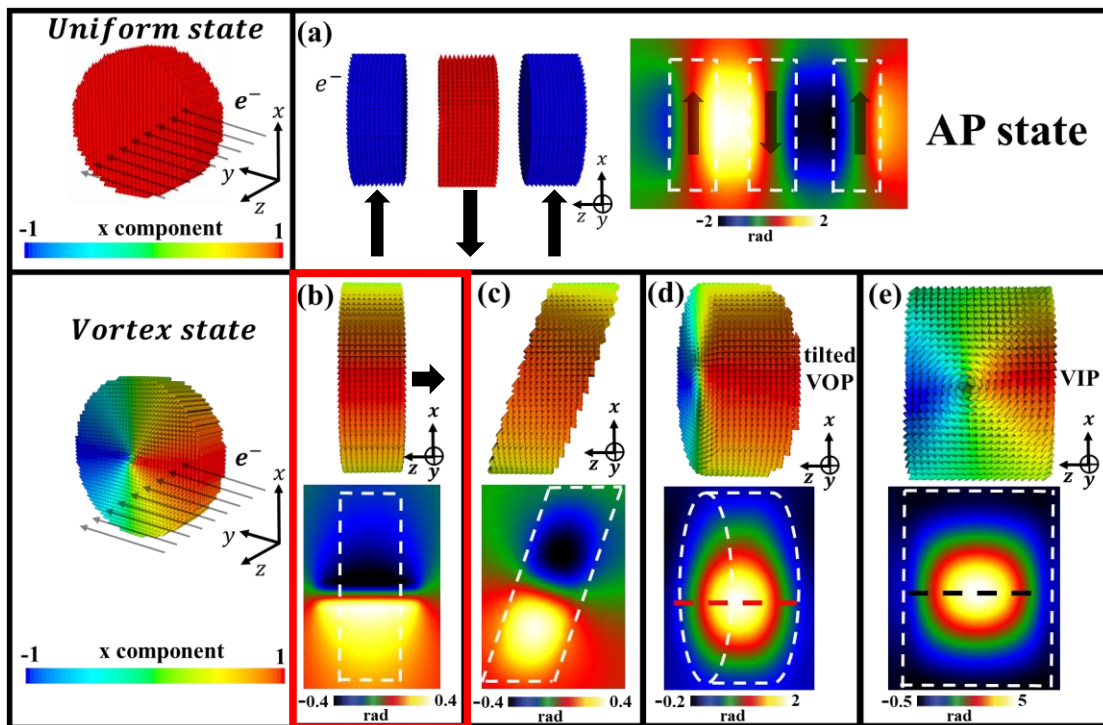 Uniform state
e⁻
x
y
z
x component
-1 1
(a)
e⁻
x
z
y
AP state
−2 2
rad
Vortex state
e⁻
x
y
z
x component
-1 1
(b)
x
z
y
−0.4 0.4
rad
(c)
x
z
y
−0.4 0.4
rad
(d)
tilted
VOP
x
z
y
−0.2 2
rad
(e)
VIP
x
z
y
−0.5 5
rad